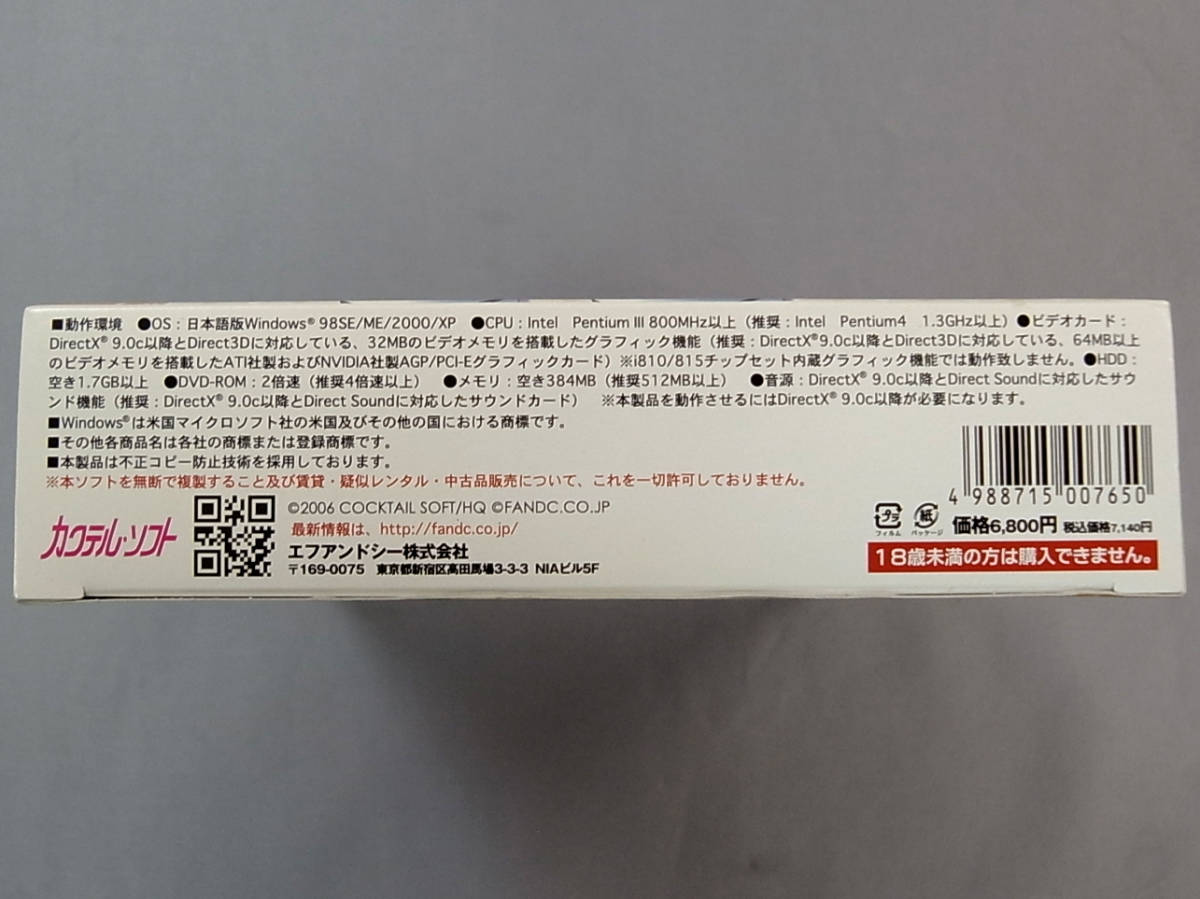 ■動作環境　●OS：日本語版Windows® 98SE/ME/2000/XP　●CPU：Intel　Pentium III 800MHz以上（推奨：Intel　Pentium4　1.3GHz以上）●ビデオカード：
DirectX® 9.0c以降とDirect3Dに対応している、32MBのビデオメモリを搭載したグラフィック機能（推奨：DirectX®9.0c以降とDirect3Dに対応している、64MB以上
のビデオメモリを搭載したATI社製およびNVIDIA社製AGP/PCI-Eグラフィックカード）※i810/815チップセット内蔵グラフィック機能では動作致しません。●HDD：
空き1.7GB以上　●DVD-ROM：2倍速（推奨4倍速以上）　●メモリ：空き384MB（推奨512MB以上）　●音源：DirectX® 9.0c以降とDirect Soundに対応したサウ
ンド機能（推奨：DirectX® 9.0c以降とDirect Soundに対応したサウンドカード）　※本製品を動作させるにはDirectX® 9.0c以降が必要になります。
■Windows®は米国マイクロソフト社の米国及びその他の国における商標です。
■その他各商品名は各社の商標または登録商標です。
■本製品は不正コピー防止技術を採用しております。
※本ソフトを無断で複製すること及び賃貸・疑似レンタル・中古品販売について、これを一切許可しておりません。
カクテル・ソフト
©2006 COCKTAIL SOFT/HQ ©FANDC.CO.JP
最新情報は、http://fandc.co.jp/
エフアンドシー株式会社
〒169-0075　東京都新宿区高田馬場3-3-3 NIAビル5F
4 988715 007650
プラ 紙
フィルム パッケージ
価格6,800円 税込価格7,140円
18歳未満の方は購入できません。